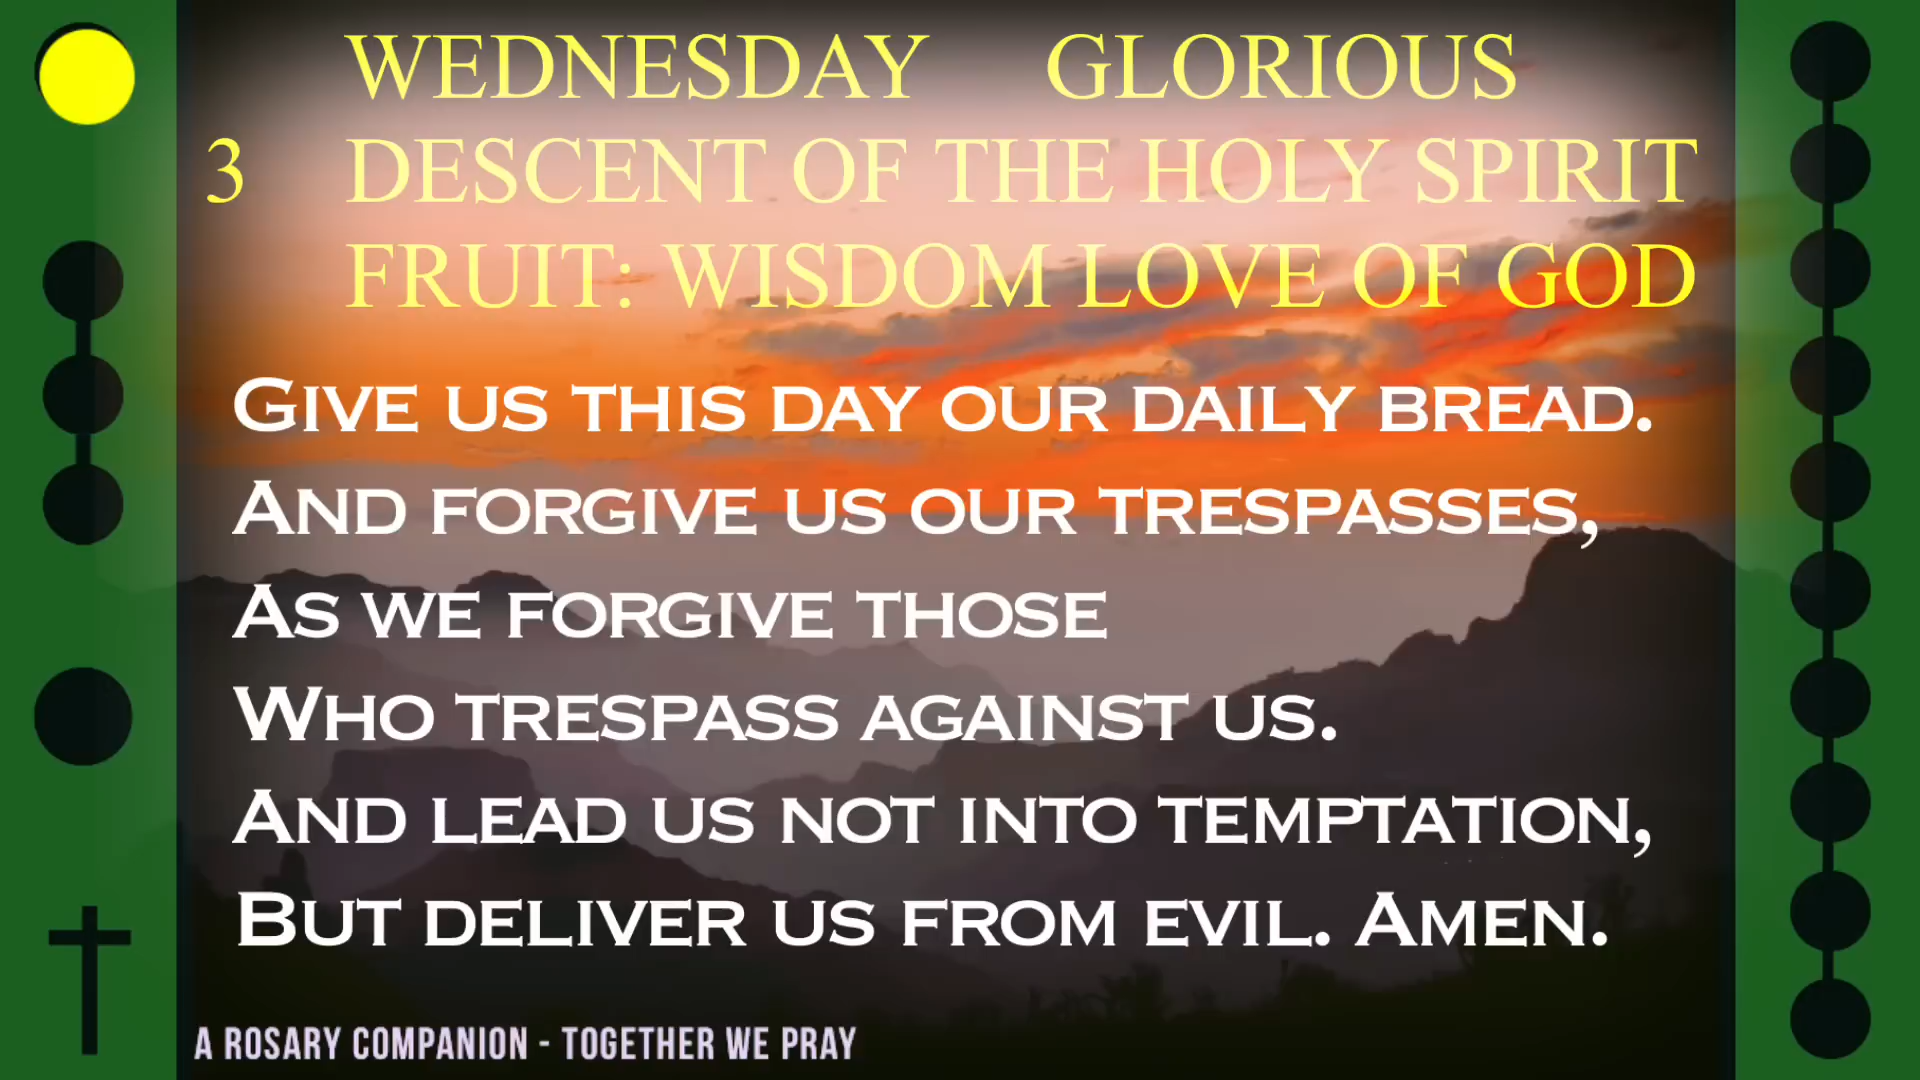 WEDNESDAY GLORIOUS
3 DESCENT OF THE HOLY SPIRIT
FRUIT: WISDOM LOVE OF GOD
GIVE US THIS DAY OUR DAILY BREAD.
AND FORGIVE US OUR TRESPASSES,
AS WE FORGIVE THOSE
WHO TRESPASS AGAINST US.
AND LEAD US NOT INTO TEMPTATION,
BUT DELIVER US FROM EVIL. AMEN.
A ROSARY COMPANION - TOGETHER WE PRAY